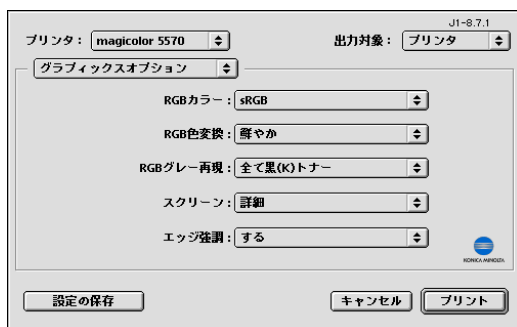 J1-8.7.1
プリンタ： magicolor 5570 出力対象： プリンタ
グラフィックスオプション
RGBカラー： sRGB
RGB色変換： 鮮やか
RGBグレー再現： 全て黒(K)トナー
スクリーン： 詳細
エッジ強調： する
KONICA MINOLTA
設定の保存 キャンセル プリント